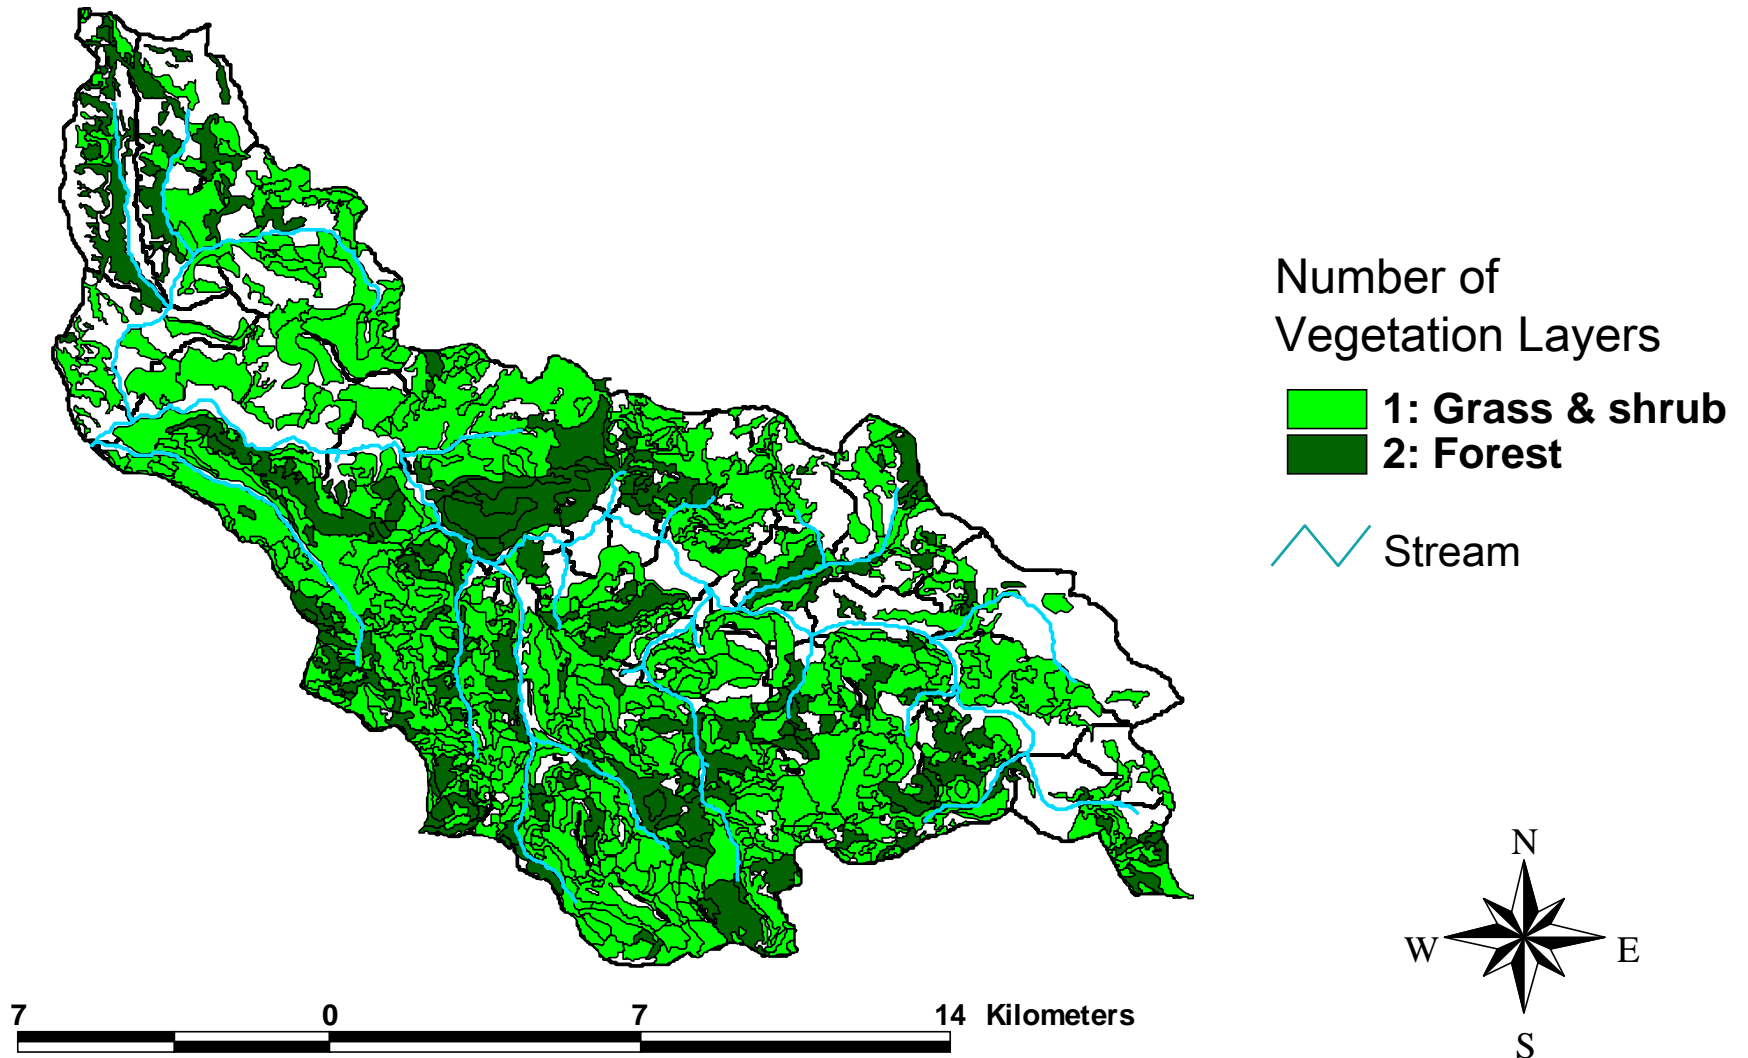 Number of
Vegetation Layers
1: Grass & shrub
2: Forest
Stream
N
W E
S
7 0 7 14 Kilometers